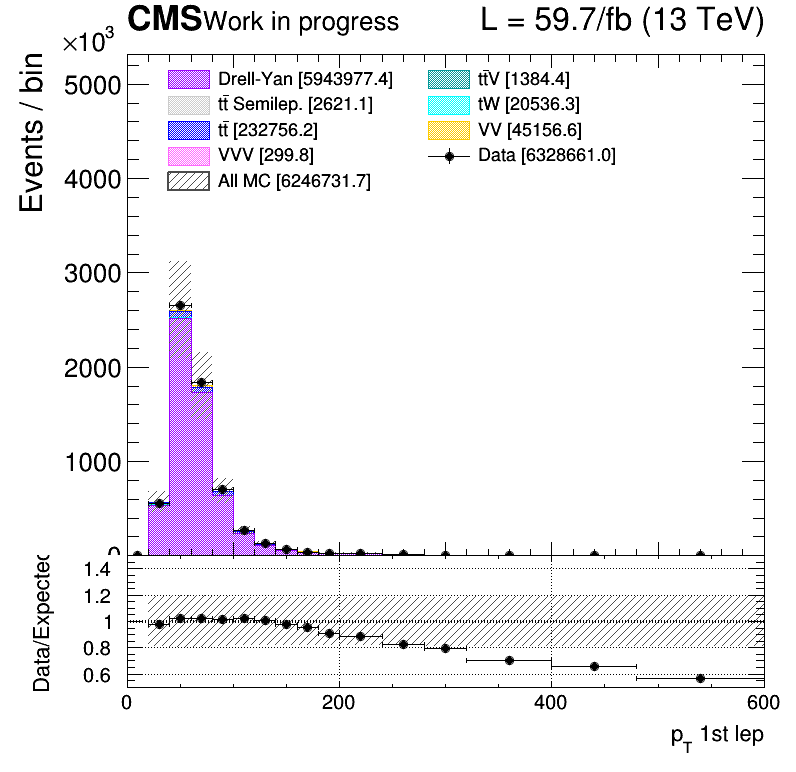 CMS Work in progress L = 59.7/fb (13 TeV)
×10³
Events / bin
5000
4000
3000
2000
1000
0
Drell-Yan [5943977.4]
tt̄ Semilep. [2621.1]
tt̄ [232756.2]
VVV [299.8]
All MC [6246731.7]
tt̄V [1384.4]
tW [20536.3]
VV [45156.6]
Data [6328661.0]
Data/Expected
1.4
1.2
1
0.8
0.6
0 200 400 600
p_T 1st lep